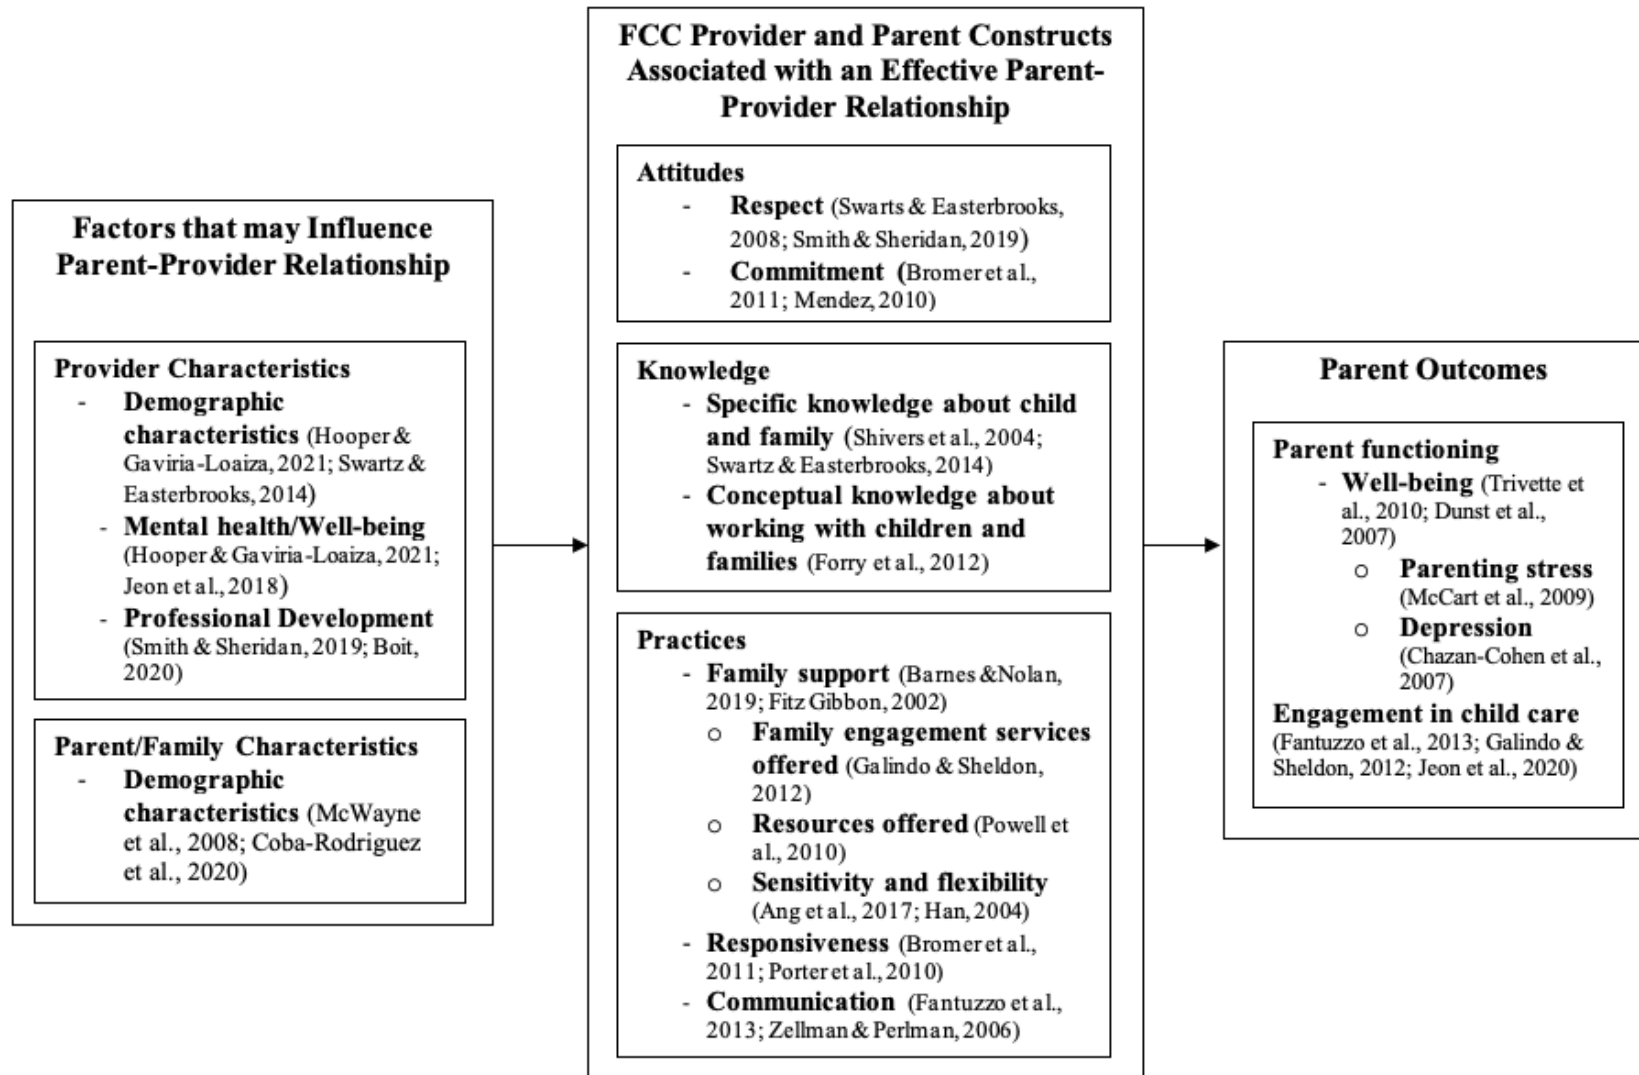 Factors that may Influence
Parent-Provider Relationship
Provider Characteristics
- Demographic
characteristics (Hooper &
Gaviria-Loaiza, 2021; Swartz &
Easterbrooks, 2014)
- Mental health/Well-being
(Hooper & Gaviria-Loaiza, 2021;
Jeon et al., 2018)
- Professional Development
(Smith & Sheridan, 2019; Boit,
2020)
Parent/Family Characteristics
- Demographic
characteristics (McWayne
et al., 2008; Coba-Rodriguez
et al., 2020)
FCC Provider and Parent Constructs
Associated with an Effective Parent-
Provider Relationship
Attitudes
- Respect (Swarts & Easterbrooks,
2008; Smith & Sheridan, 2019)
- Commitment (Bromer et al.,
2011; Mendez, 2010)
Knowledge
- Specific knowledge about child
and family (Shivers et al., 2004;
Swartz & Easterbrooks, 2014)
- Conceptual knowledge about
working with children and
families (Forry et al., 2012)
Practices
- Family support (Barnes &Nolan,
2019; Fitz Gibbon, 2002)
o Family engagement services
offered (Galindo & Sheldon,
2012)
o Resources offered (Powell et
al., 2010)
o Sensitivity and flexibility
(Ang et al., 2017; Han, 2004)
- Responsiveness (Bromer et al.,
2011; Porter et al., 2010)
- Communication (Fantuzzo et al.,
2013; Zellman & Perlman, 2006)
Parent Outcomes
Parent functioning
- Well-being (Trivette et
al., 2010; Dunst et al.,
2007)
o Parenting stress
(McCart et al., 2009)
o Depression
(Chazan-Cohen et al.,
2007)
Engagement in child care
(Fantuzzo et al., 2013; Galindo &
Sheldon, 2012; Jeon et al., 2020)